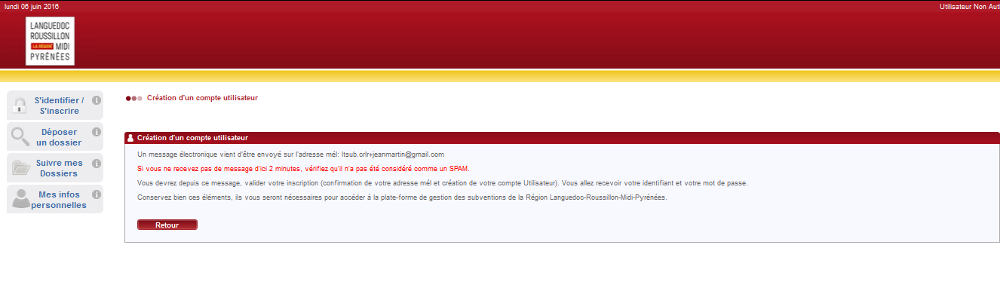 lundi 06 juin 2016
Utilisateur Non Aut
LANGUEDOC
ROUSSILLON
LA RÉGION MIDI
PYRÉNÉES
S'identifier /
S'inscrire
Déposer
un dossier
Suivre mes
Dossiers
Mes infos
personnelles
Création d'un compte utilisateur
Création d'un compte utilisateur
Un message électronique vient d'être envoyé sur l'adresse mél: ltsub.crlr+jeanmartin@gmail.com
Si vous ne recevez pas de message d'ici 2 minutes, vérifiez qu'il n'a pas été considéré comme un SPAM.
Vous devrez depuis ce message, valider votre inscription (confirmation de votre adresse mél et création de votre compte Utilisateur). Vous allez recevoir votre identifiant et votre mot de passe.
Conservez bien ces éléments, ils vous seront nécessaires pour accéder à la plate-forme de gestion des subventions de la Région Languedoc-Roussillon-Midi-Pyrénées.
Retour